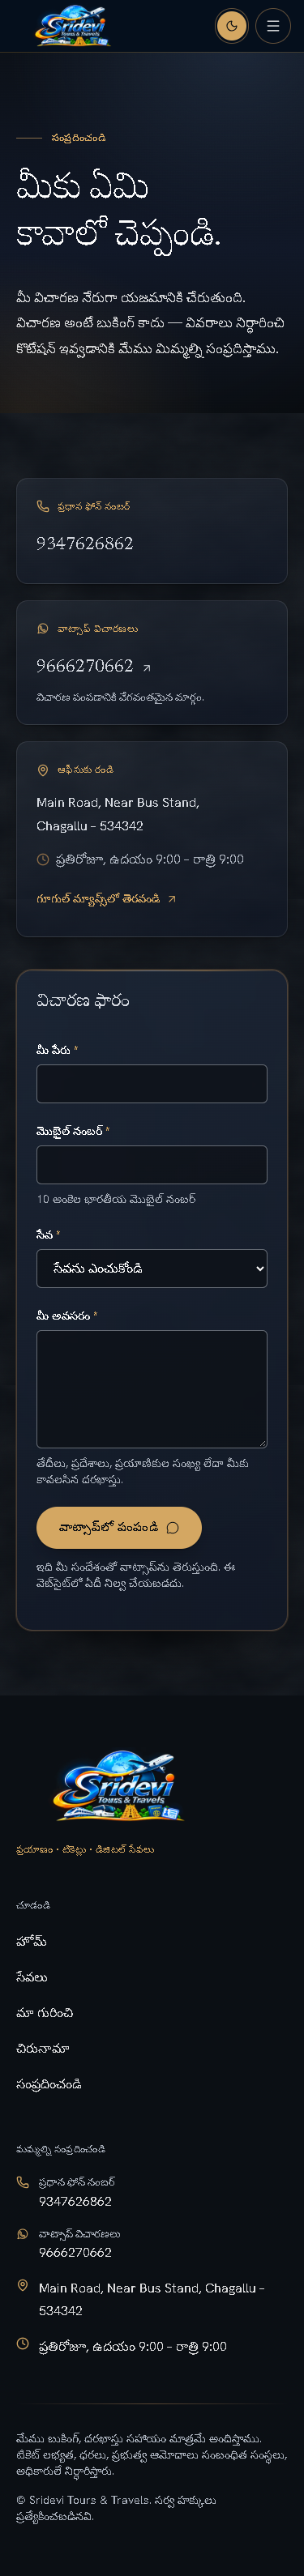 Sridevi
Tours & Travels
సంప్రదించండి
మీకు ఏమి
కావాలో చెప్పండి.
మీ విచారణ నేరుగా యజమానికి చేరుతుంది.
విచారణ అంటే బుకింగ్ కాదు — వివరాలు నిర్ధారించి
కొటేషన్ ఇవ్వడానికి మేము మిమ్మల్ని సంప్రదిస్తాము.
ప్రధాన ఫోన్ నంబర్
9347626862
వాట్సాప్ విచారణలు
9666270662
విచారణ పంపడానికి వేగవంతమైన మార్గం.
ఆఫీసుకు రండి
Main Road, Near Bus Stand,
Chagallu – 534342
ప్రతిరోజూ, ఉదయం 9:00 – రాత్రి 9:00
గూగుల్ మ్యాప్స్‌లో తెరవండి
విచారణ ఫారం
మీ పేరు *
మొబైల్ నంబర్ *
10 అంకెల భారతీయ మొబైల్ నంబర్
సేవ *
సేవను ఎంచుకోండి
మీ అవసరం *
తేదీలు, ప్రదేశాలు, ప్రయాణికుల సంఖ్య లేదా మీకు
కావలసిన దరఖాస్తు.
వాట్సాప్‌లో పంపండి
ఇది మీ సందేశంతో వాట్సాప్‌ను తెరుస్తుంది. ఈ
వెబ్‌సైట్‌లో ఏదీ నిల్వ చేయబడదు.
Sridevi
Tours & Travels
ప్రయాణం • టికెట్లు • డిజిటల్ సేవలు
చూడండి
హోమ్
సేవలు
మా గురించి
చిరునామా
సంప్రదించండి
మమ్మల్ని సంప్రదించండి
ప్రధాన ఫోన్ నంబర్
9347626862
వాట్సాప్ విచారణలు
9666270662
Main Road, Near Bus Stand, Chagallu –
534342
ప్రతిరోజూ, ఉదయం 9:00 – రాత్రి 9:00
మేము బుకింగ్, దరఖాస్తు సహాయం మాత్రమే అందిస్తాము.
టికెట్ లభ్యత, ధరలు, ప్రభుత్వ ఆమోదాలు సంబంధిత సంస్థలు,
అధికారులే నిర్ధారిస్తారు.
© Sridevi Tours & Travels. సర్వ హక్కులు
ప్రత్యేకించబడినవి.